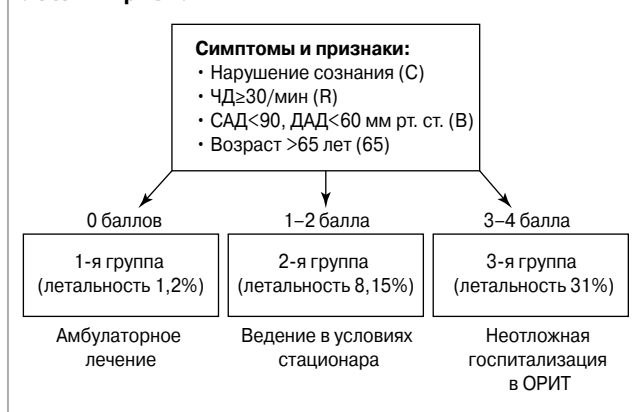 Симптомы и признаки:
· Нарушение сознания (С)
· ЧД≥30/мин (R)
· САД<90, ДАД<60 мм рт. ст. (В)
· Возраст >65 лет (65)
0 баллов
1–2 балла
3–4 балла
1-я группа
(летальность 1,2%)
2-я группа
(летальность 8,15%)
3-я группа
(летальность 31%)
Амбулаторное
лечение
Ведение в условиях
стационара
Неотложная
госпитализация
в ОРИТ